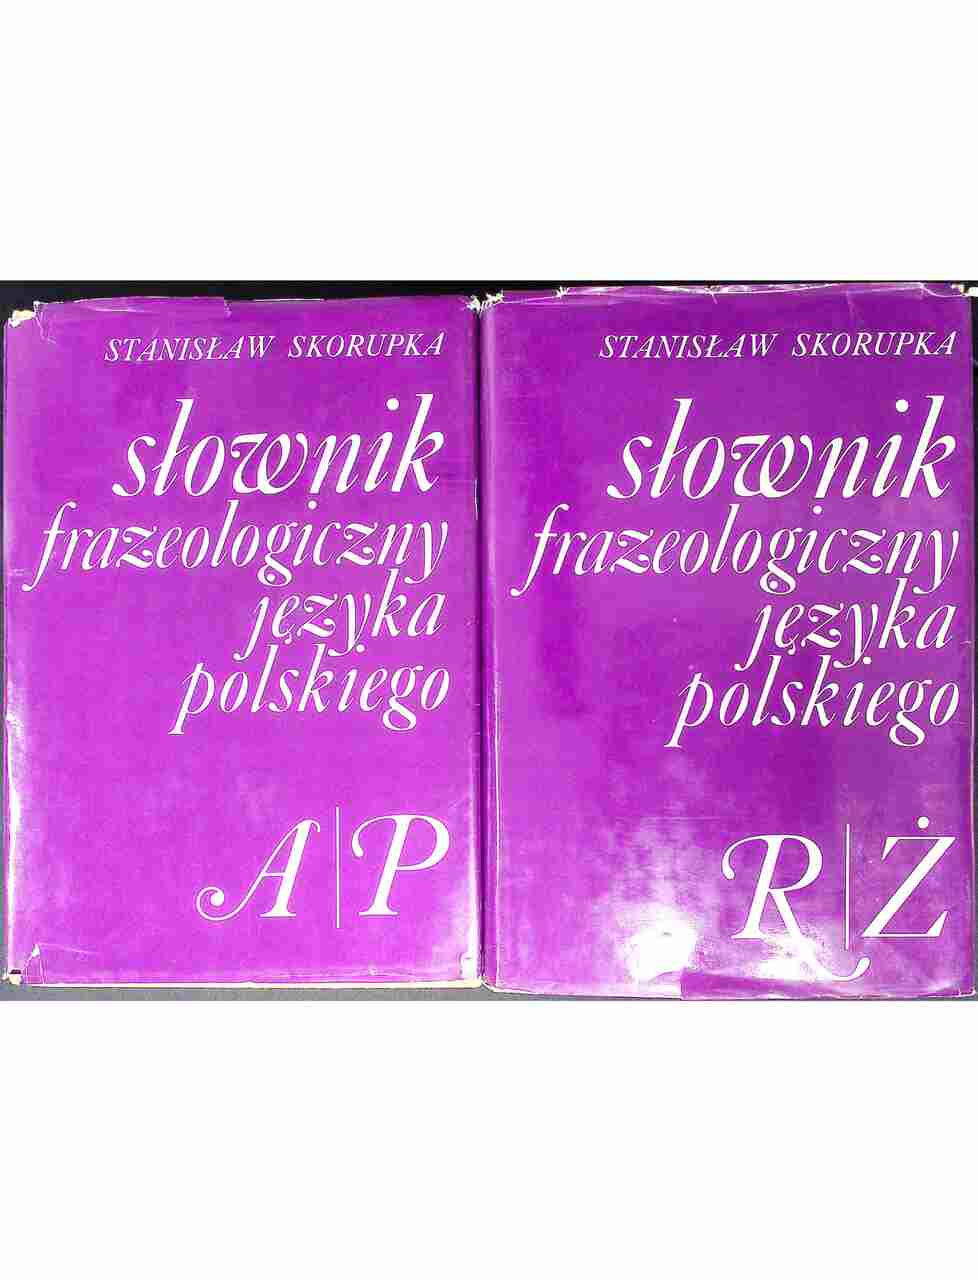 STANISŁAW SKORUPKA
słownik
frazeologiczny
języka
polskiego
A|P
STANISŁAW SKORUPKA
słownik
frazeologiczny
języka
polskiego
R|Ż